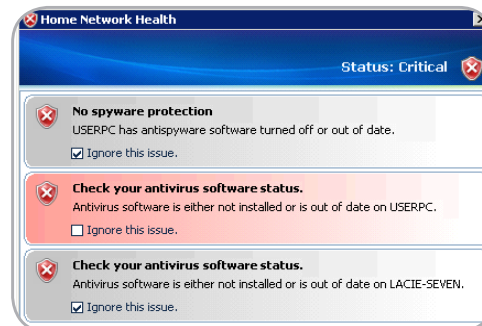 Home Network Health
Status: Critical
No spyware protection
USERPC has antispyware software turned off or out of date.
Ignore this issue.
Check your antivirus software status.
Antivirus software is either not installed or is out of date on USERPC.
Ignore this issue.
Check your antivirus software status.
Antivirus software is either not installed or is out of date on LACIE-SEVEN.
Ignore this issue.